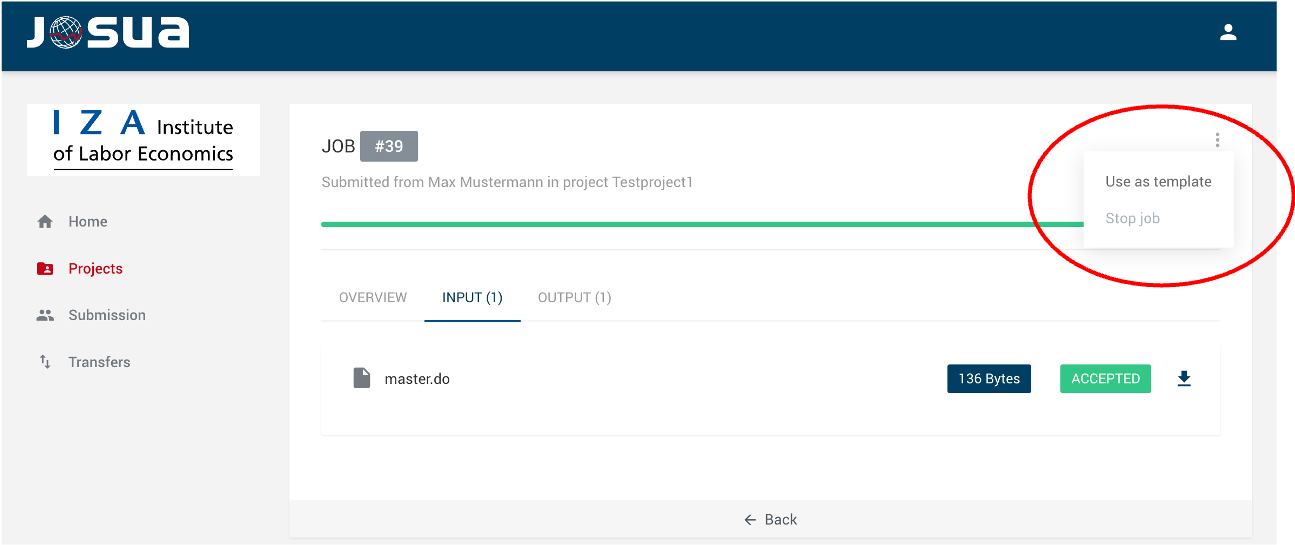 JOSUA
I Z A Institute
of Labor Economics
Home
Projects
Submission
Transfers
JOB #39
Submitted from Max Mustermann in project Testproject1
Use as template
Stop job
OVERVIEW INPUT (1) OUTPUT (1)
master.do 136 Bytes ACCEPTED
Back